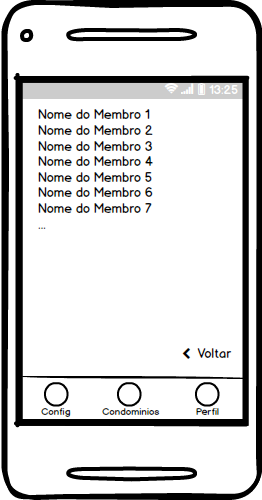 13:25
Nome do Membro 1
Nome do Membro 2
Nome do Membro 3
Nome do Membro 4
Nome do Membro 5
Nome do Membro 6
Nome do Membro 7
...
Voltar
Config Condominios Perfil